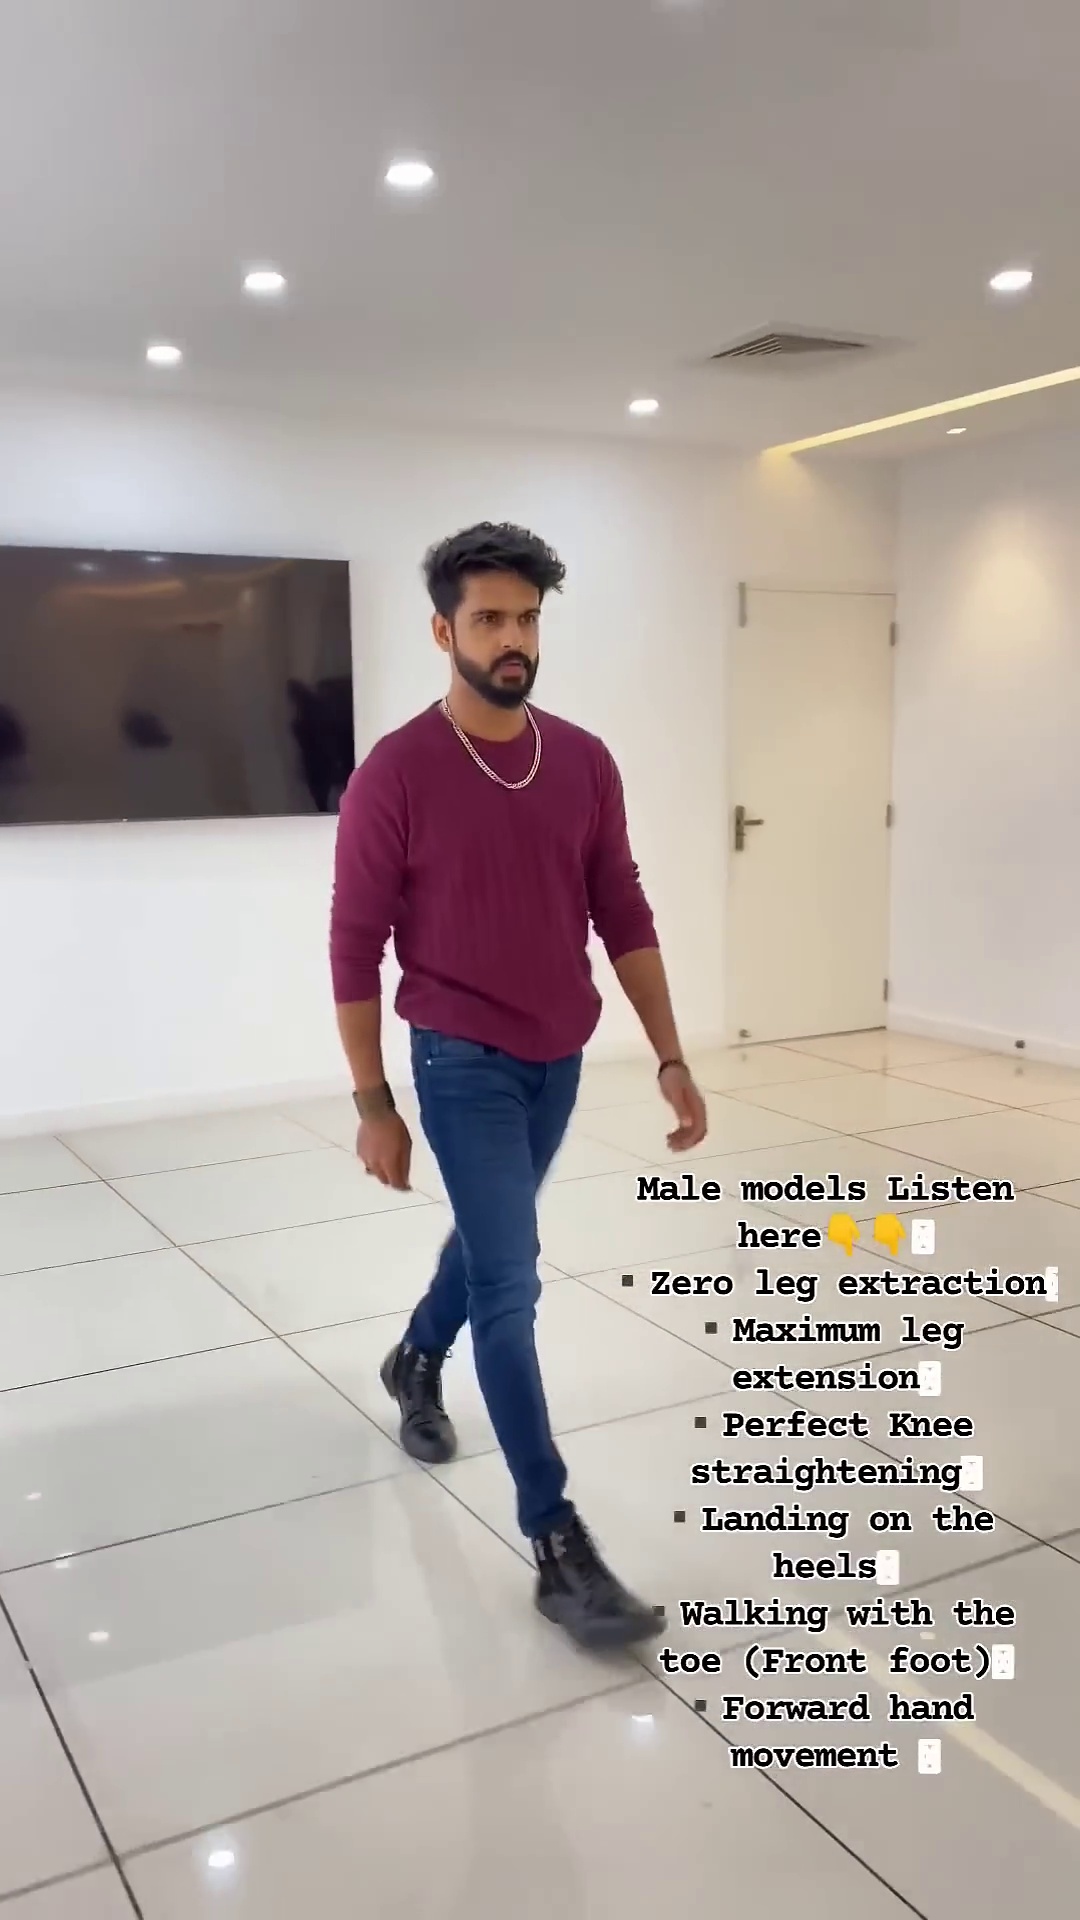 Male models Listen
here👇👇
▪ Zero leg extraction
▪ Maximum leg
extension
▪ Perfect Knee
straightening
▪ Landing on the
heels
▪ Walking with the
toe (Front foot)
▪ Forward hand
movement